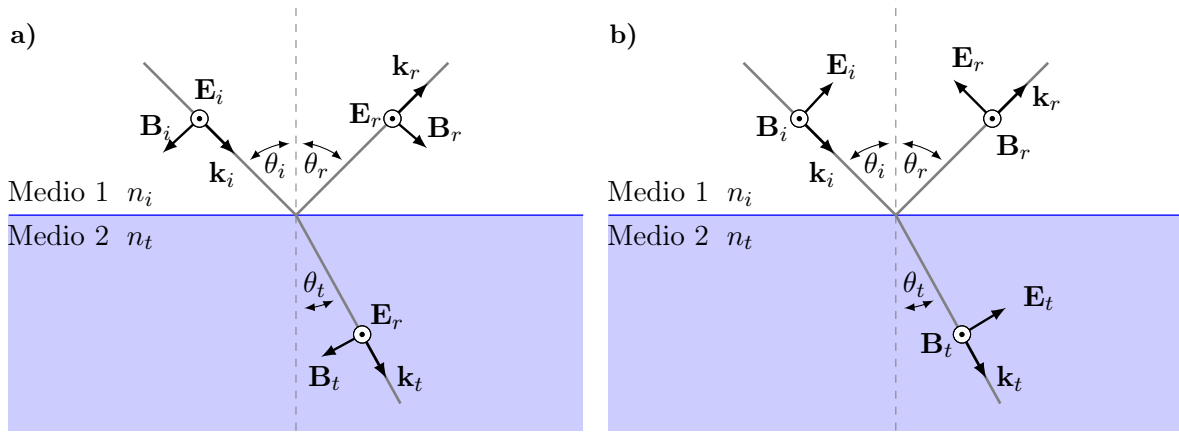 a)
E_i
B_i
k_i
k_r
E_r
B_r
θ_i
θ_r
Medio 1 n_i
Medio 2 n_t
θ_t
E_r
B_t
k_t
b)
E_i
B_i
k_i
E_r
k_r
B_r
θ_i
θ_r
Medio 1 n_i
Medio 2 n_t
θ_t
E_t
B_t
k_t